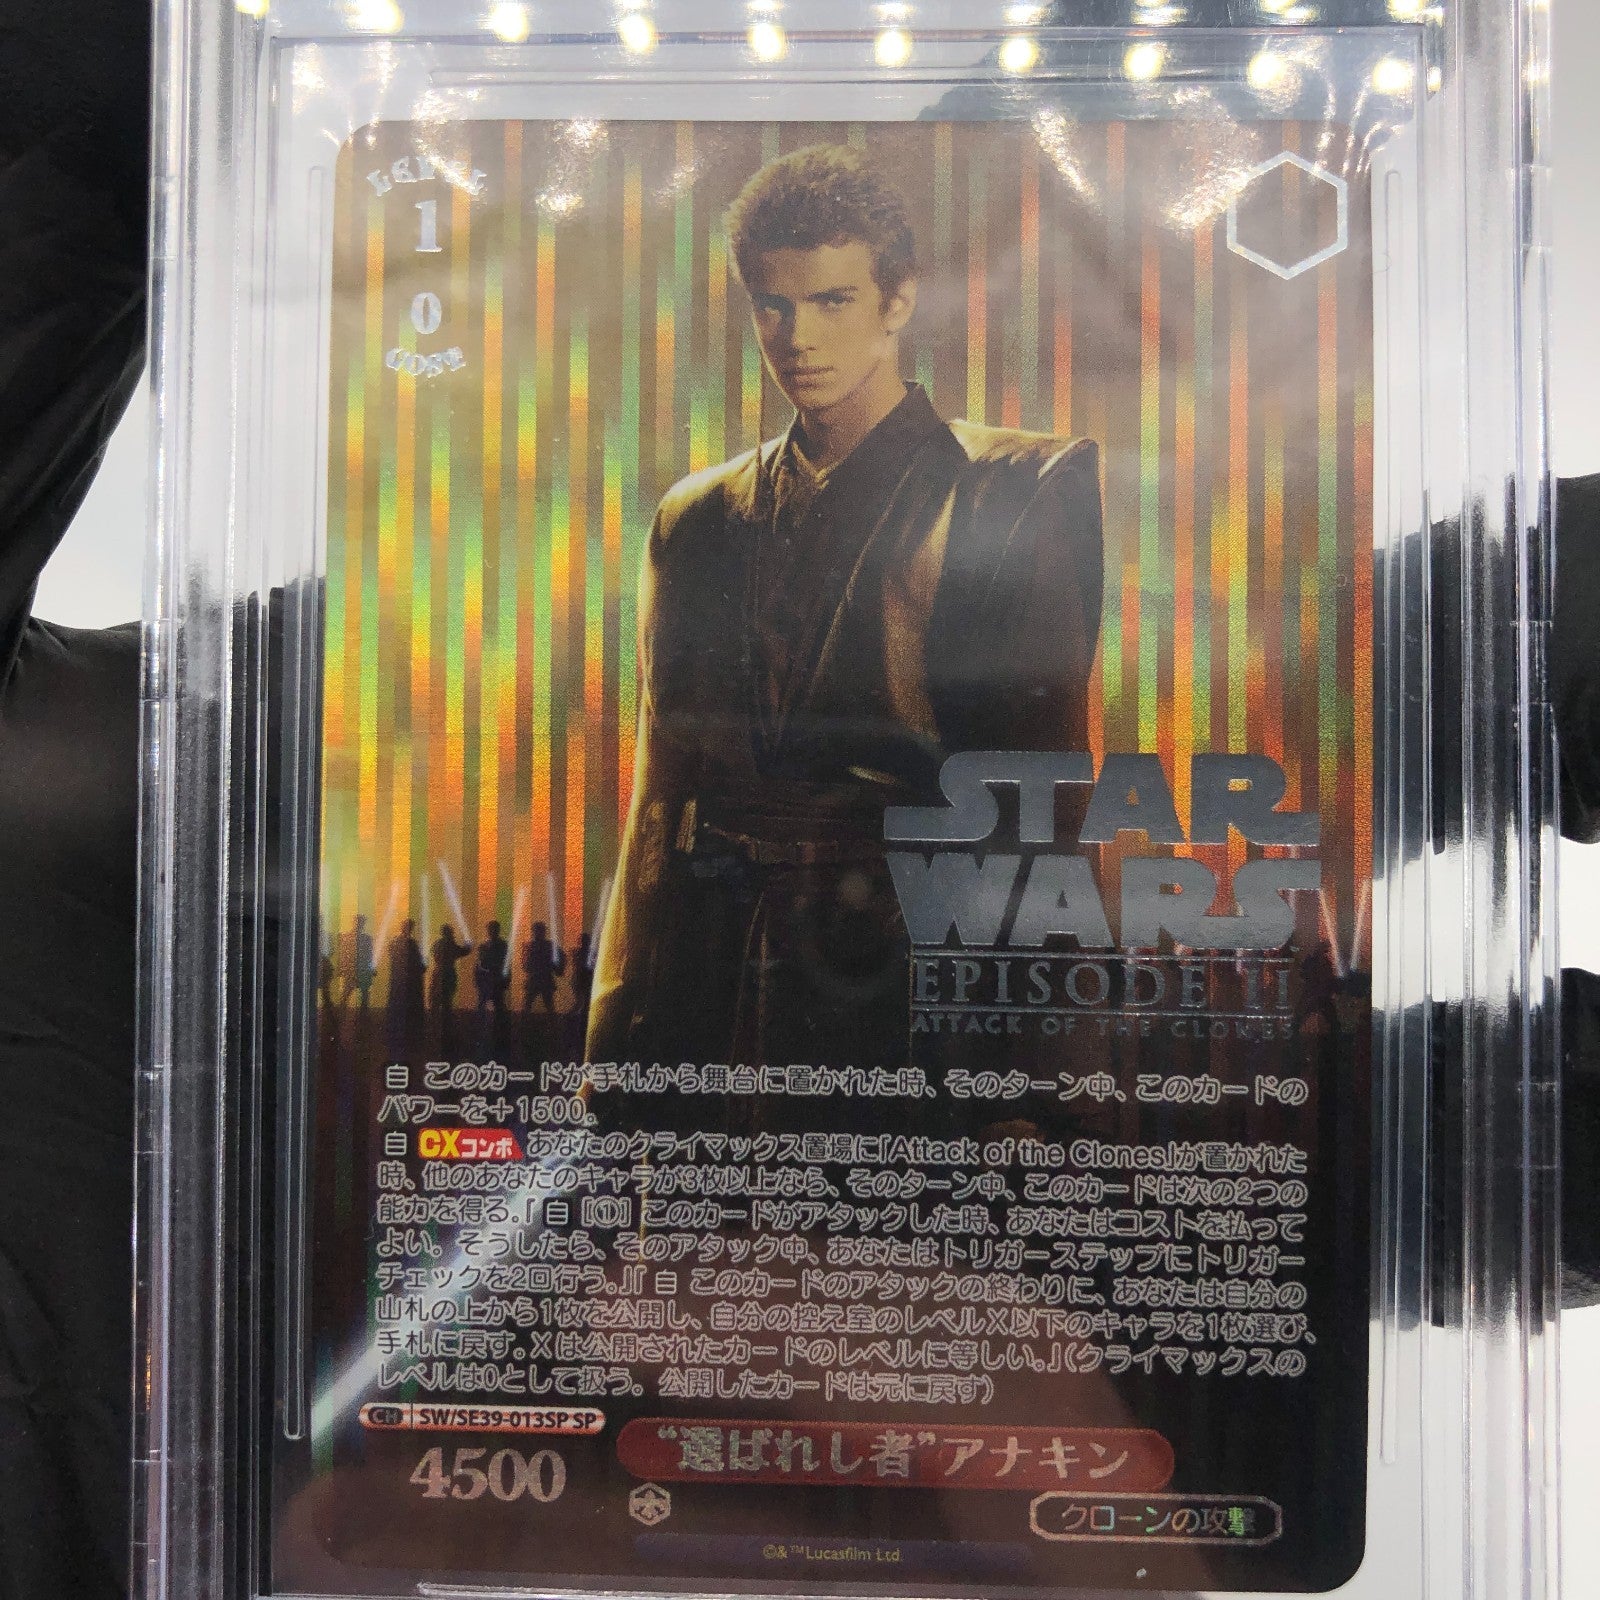 LEVEL
1
0
COST
STAR
WARS
EPISODE II
ATTACK OF THE CLONES
自 このカードが手札から舞台に置かれた時、そのターン中、このカードの
パワーを+1500。
自 CXコンボ あなたのクライマックス置場に「Attack of the Clones」が置かれた
時、他のあなたのキャラが3枚以上なら、そのターン中、このカードは次の2つの
能力を得る。『自 [①] このカードがアタックした時、あなたはコストを払って
よい。そうしたら、そのアタック中、あなたはトリガーステップにトリガー
チェックを2回行う。』『自 このカードのアタックの終わりに、あなたは自分の
山札の上から1枚を公開し、自分の控え室のレベルX以下のキャラを1枚選び、
手札に戻す。Xは公開されたカードのレベルに等しい。』(クライマックスの
レベルは0として扱う。公開したカードは元に戻す)
CH SW/SE39-013SP SP
4500
“選ばれし者”アナキン
クローンの攻撃
©&™Lucasfilm Ltd.